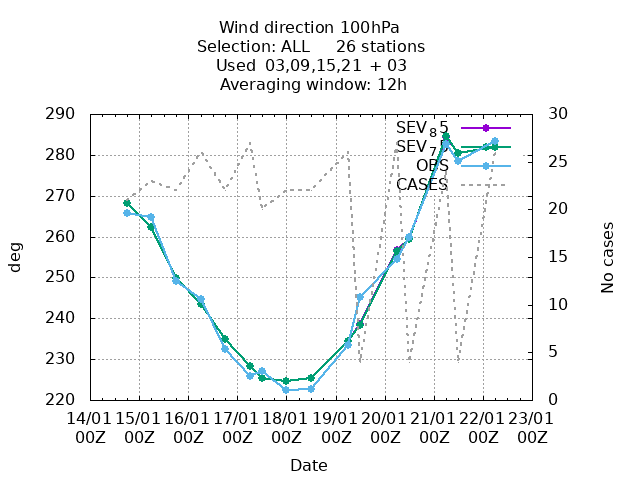 Wind direction 100hPa
Selection: ALL 26 stations
Used 03,09,15,21 + 03
Averaging window: 12h
290 30
SEV_8 5
280 25
SEV_7 5
OBS
270 20
CASES
260
250 15
240 10
230 5
220 0
deg
No cases
14/01 15/01 16/01 17/01 18/01 19/01 20/01 21/01 22/01 23/01
00Z 00Z 00Z 00Z 00Z 00Z 00Z 00Z 00Z 00Z
Date